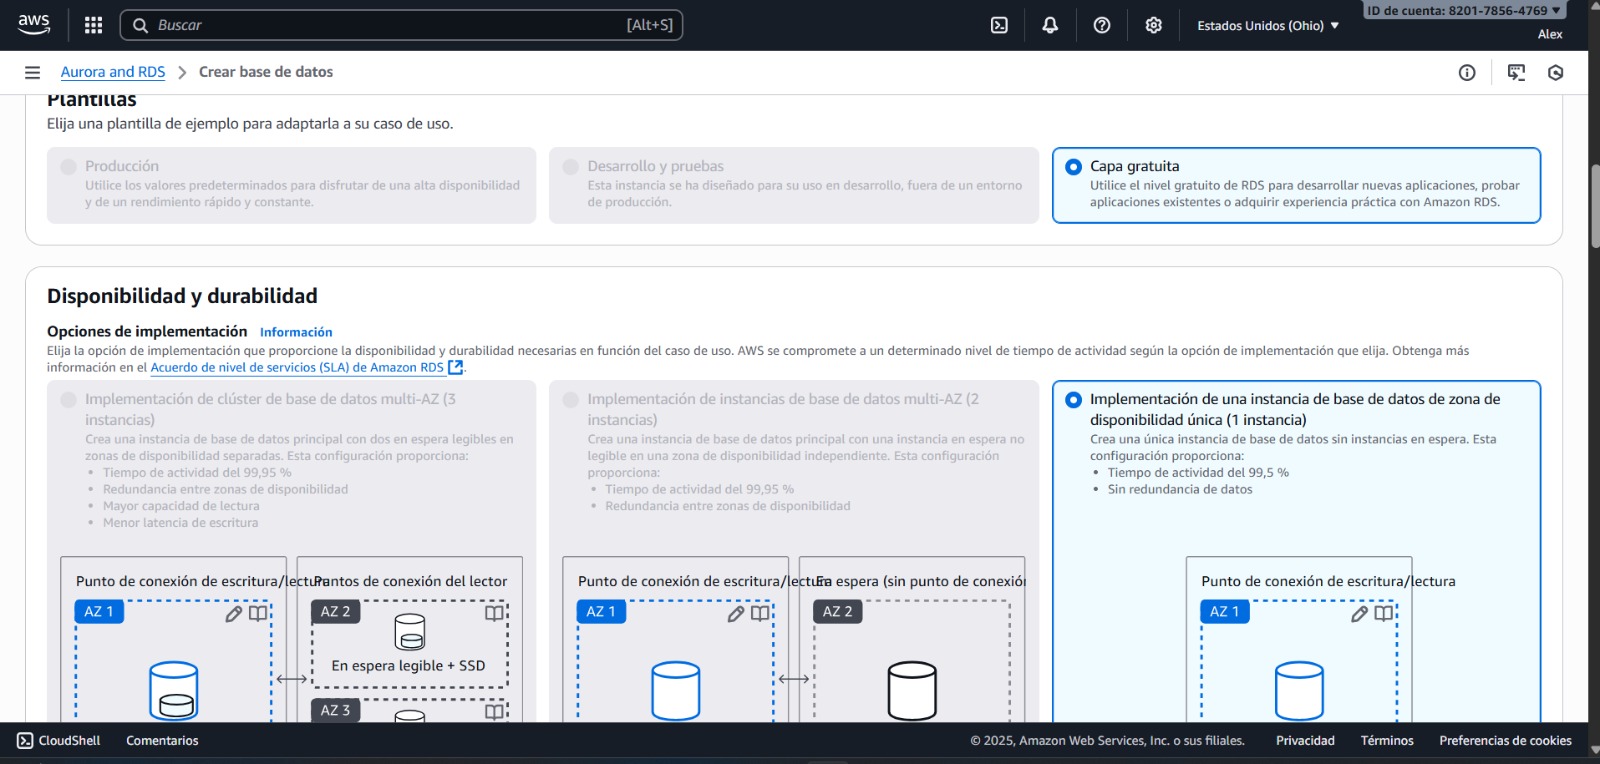 aws
Buscar
[Alt+S]
Estados Unidos (Ohio)
ID de cuenta: 8201-7856-4769
Alex
Aurora and RDS
Crear base de datos
Plantillas
Elija una plantilla de ejemplo para adaptarla a su caso de uso.
Producción
Utilice los valores predeterminados para disfrutar de una alta disponibilidad
y de un rendimiento rápido y constante.
Desarrollo y pruebas
Esta instancia se ha diseñado para su uso en desarrollo, fuera de un entorno
de producción.
Capa gratuita
Utilice el nivel gratuito de RDS para desarrollar nuevas aplicaciones, probar
aplicaciones existentes o adquirir experiencia práctica con Amazon RDS.
Disponibilidad y durabilidad
Opciones de implementación Información
Elija la opción de implementación que proporcione la disponibilidad y durabilidad necesarias en función del caso de uso. AWS se compromete a un determinado nivel de tiempo de actividad según la opción de implementación que elija. Obtenga más
información en el Acuerdo de nivel de servicios (SLA) de Amazon RDS.
Implementación de clúster de base de datos multi-AZ (3
instancias)
Crea una instancia de base de datos principal con dos en espera legibles en
zonas de disponibilidad separadas. Esta configuración proporciona:
• Tiempo de actividad del 99,95 %
• Redundancia entre zonas de disponibilidad
• Mayor capacidad de lectura
• Menor latencia de escritura
Punto de conexión de escritura/lectura
AZ 1
Puntos de conexión del lector
AZ 2
En espera legible + SSD
AZ 3
Implementación de instancias de base de datos multi-AZ (2
instancias)
Crea una instancia de base de datos principal con una instancia en espera no
legible en una zona de disponibilidad independiente. Esta configuración
proporciona:
• Tiempo de actividad del 99,95 %
• Redundancia entre zonas de disponibilidad
Punto de conexión de escritura/lectura
AZ 1
En espera (sin punto de conexión
AZ 2
Implementación de una instancia de base de datos de zona de
disponibilidad única (1 instancia)
Crea una única instancia de base de datos sin instancias en espera. Esta
configuración proporciona:
• Tiempo de actividad del 99,5 %
• Sin redundancia de datos
Punto de conexión de escritura/lectura
AZ 1
CloudShell
Comentarios
© 2025, Amazon Web Services, Inc. o sus filiales.
Privacidad
Términos
Preferencias de cookies